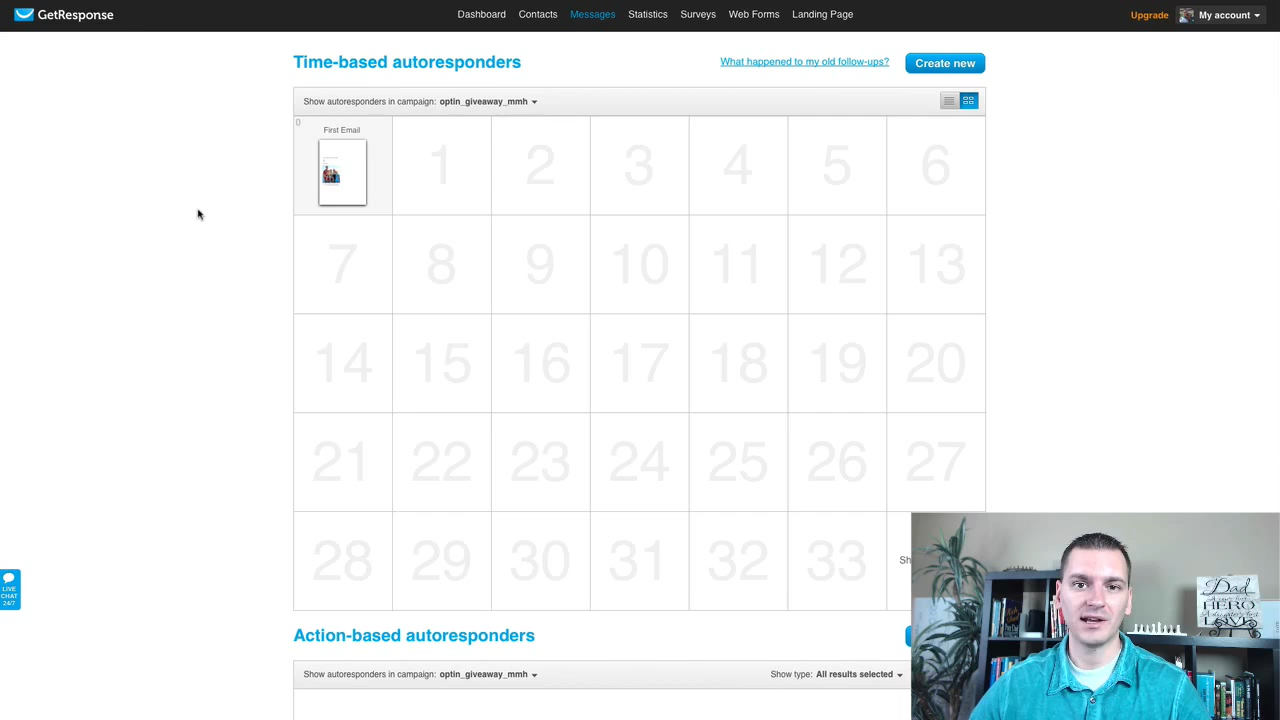 GetResponse
Dashboard Contacts Messages Statistics Surveys Web Forms Landing Page
Upgrade My account
Time-based autoresponders
What happened to my old follow-ups?
Create new
Show autoresponders in campaign: optin_giveaway_mmh
0
First Email
1 2 3 4 5 6
7 8 9 10 11 12 13
14 15 16 17 18 19 20
21 22 23 24 25 26 27
28 29 30 31 32 33
Sh
LIVE
CHAT
24/7
Action-based autoresponders
Show autoresponders in campaign: optin_giveaway_mmh
Show type: All results selected
Dad
HERO
LOVE